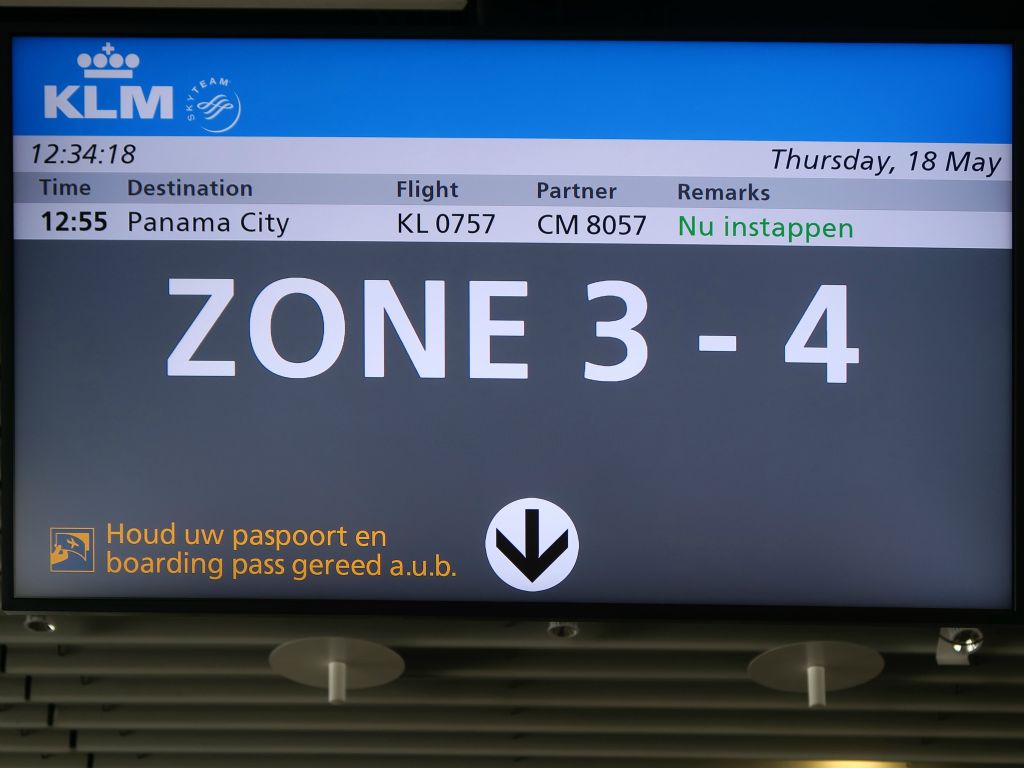 KLM SKYTEAM
12:34:18 Thursday, 18 May
Time Destination Flight Partner Remarks
12:55 Panama City KL 0757 CM 8057 Nu instappen
ZONE 3 - 4
Houd uw paspoort en
boarding pass gereed a.u.b.